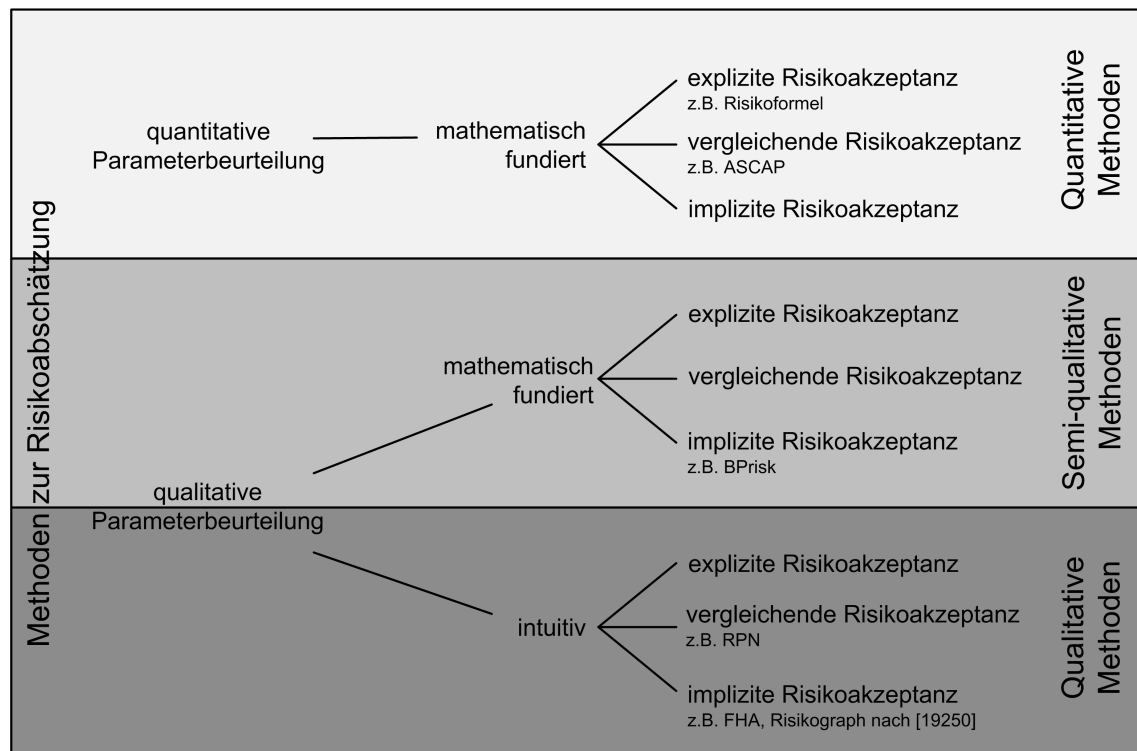 Methoden zur Risikoabschätzung
quantitative
Parameterbeurteilung
mathematisch
fundiert
explizite Risikoakzeptanz
z.B. Risikoformel
vergleichende Risikoakzeptanz
z.B. ASCAP
implizite Risikoakzeptanz
Quantitative
Methoden
qualitative
Parameterbeurteilung
mathematisch
fundiert
explizite Risikoakzeptanz
vergleichende Risikoakzeptanz
implizite Risikoakzeptanz
z.B. BPrisk
Semi-qualitative
Methoden
intuitiv
explizite Risikoakzeptanz
vergleichende Risikoakzeptanz
z.B. RPN
implizite Risikoakzeptanz
z.B. FHA, Risikograph nach [19250]
Qualitative
Methoden